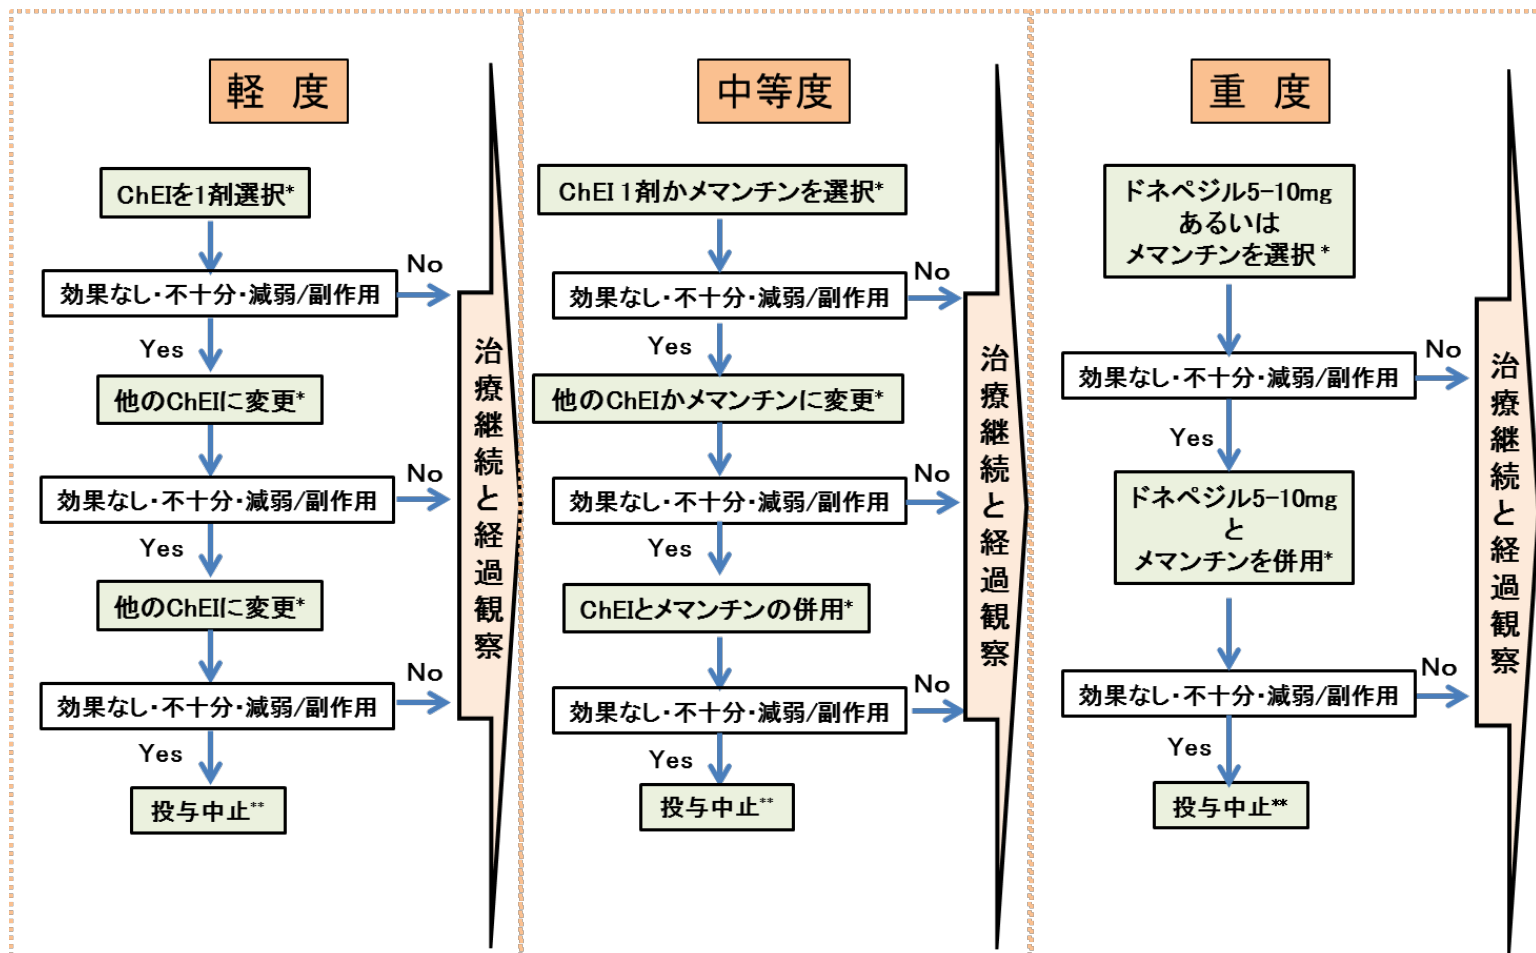 軽 度
ChEIを1剤選択*
効果なし・不十分・減弱/副作用
No
Yes
他のChEIに変更*
効果なし・不十分・減弱/副作用
No
Yes
他のChEIに変更*
効果なし・不十分・減弱/副作用
No
Yes
投与中止**
治療継続と経過観察
中等度
ChEI 1剤かメマンチンを選択*
効果なし・不十分・減弱/副作用
No
Yes
他のChEIかメマンチンに変更*
効果なし・不十分・減弱/副作用
No
Yes
ChEIとメマンチンの併用*
効果なし・不十分・減弱/副作用
No
Yes
投与中止**
治療継続と経過観察
重 度
ドネペジル5-10mg
あるいは
メマンチンを選択*
効果なし・不十分・減弱/副作用
No
Yes
ドネペジル5-10mg
と
メマンチンを併用*
効果なし・不十分・減弱/副作用
No
Yes
投与中止**
治療継続と経過観察